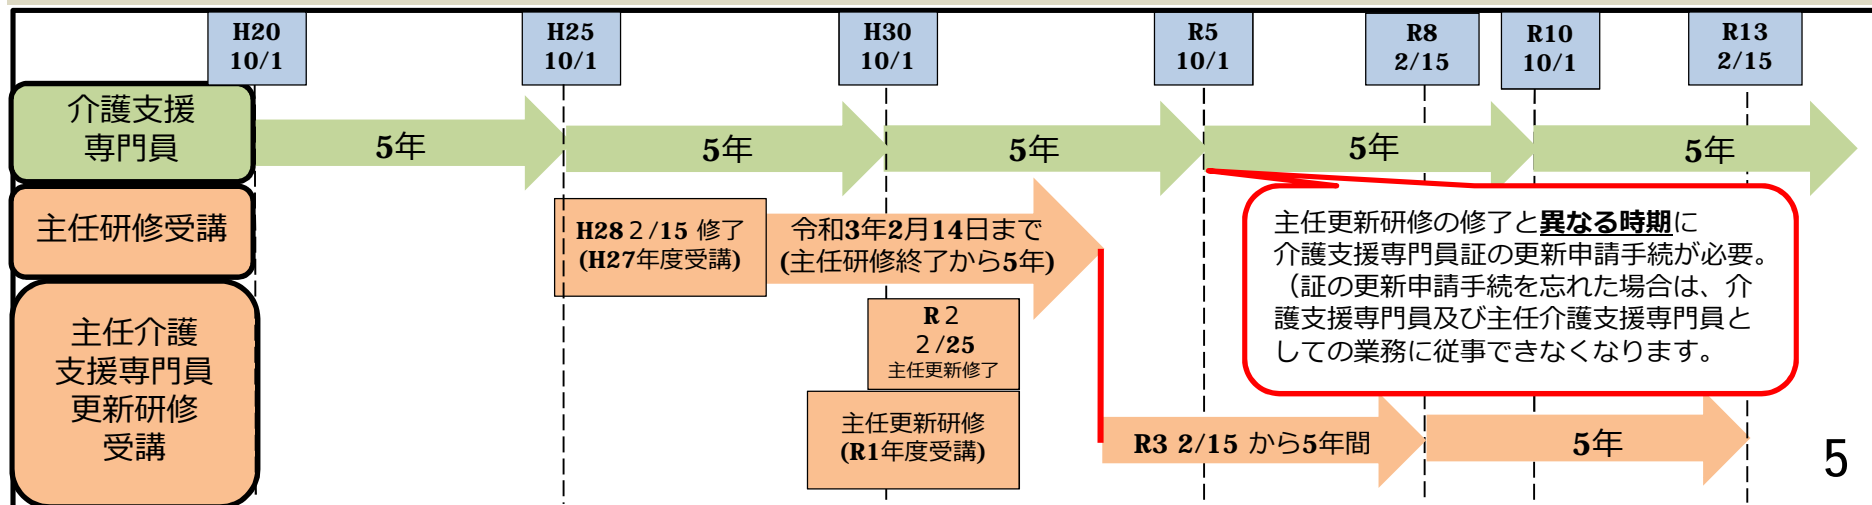 H20
10/1
H25
10/1
H30
10/1
R5
10/1
R8
2/15
R10
10/1
R13
2/15
介護支援
専門員
5年
5年
5年
5年
5年
主任研修受講
H28２/15 修了
(H27年度受講)
令和3年2月14日まで
(主任研修終了から5年)
主任更新研修の修了と異なる時期に
介護支援専門員証の更新申請手続が必要。
（証の更新申請手続を忘れた場合は、介
護支援専門員及び主任介護支援専門員と
しての業務に従事できなくなります。
主任介護
支援専門員
更新研修
受講
R２
２/25
主任更新修了
主任更新研修
(R1年度受講)
R3 2/15 から5年間
5年
5